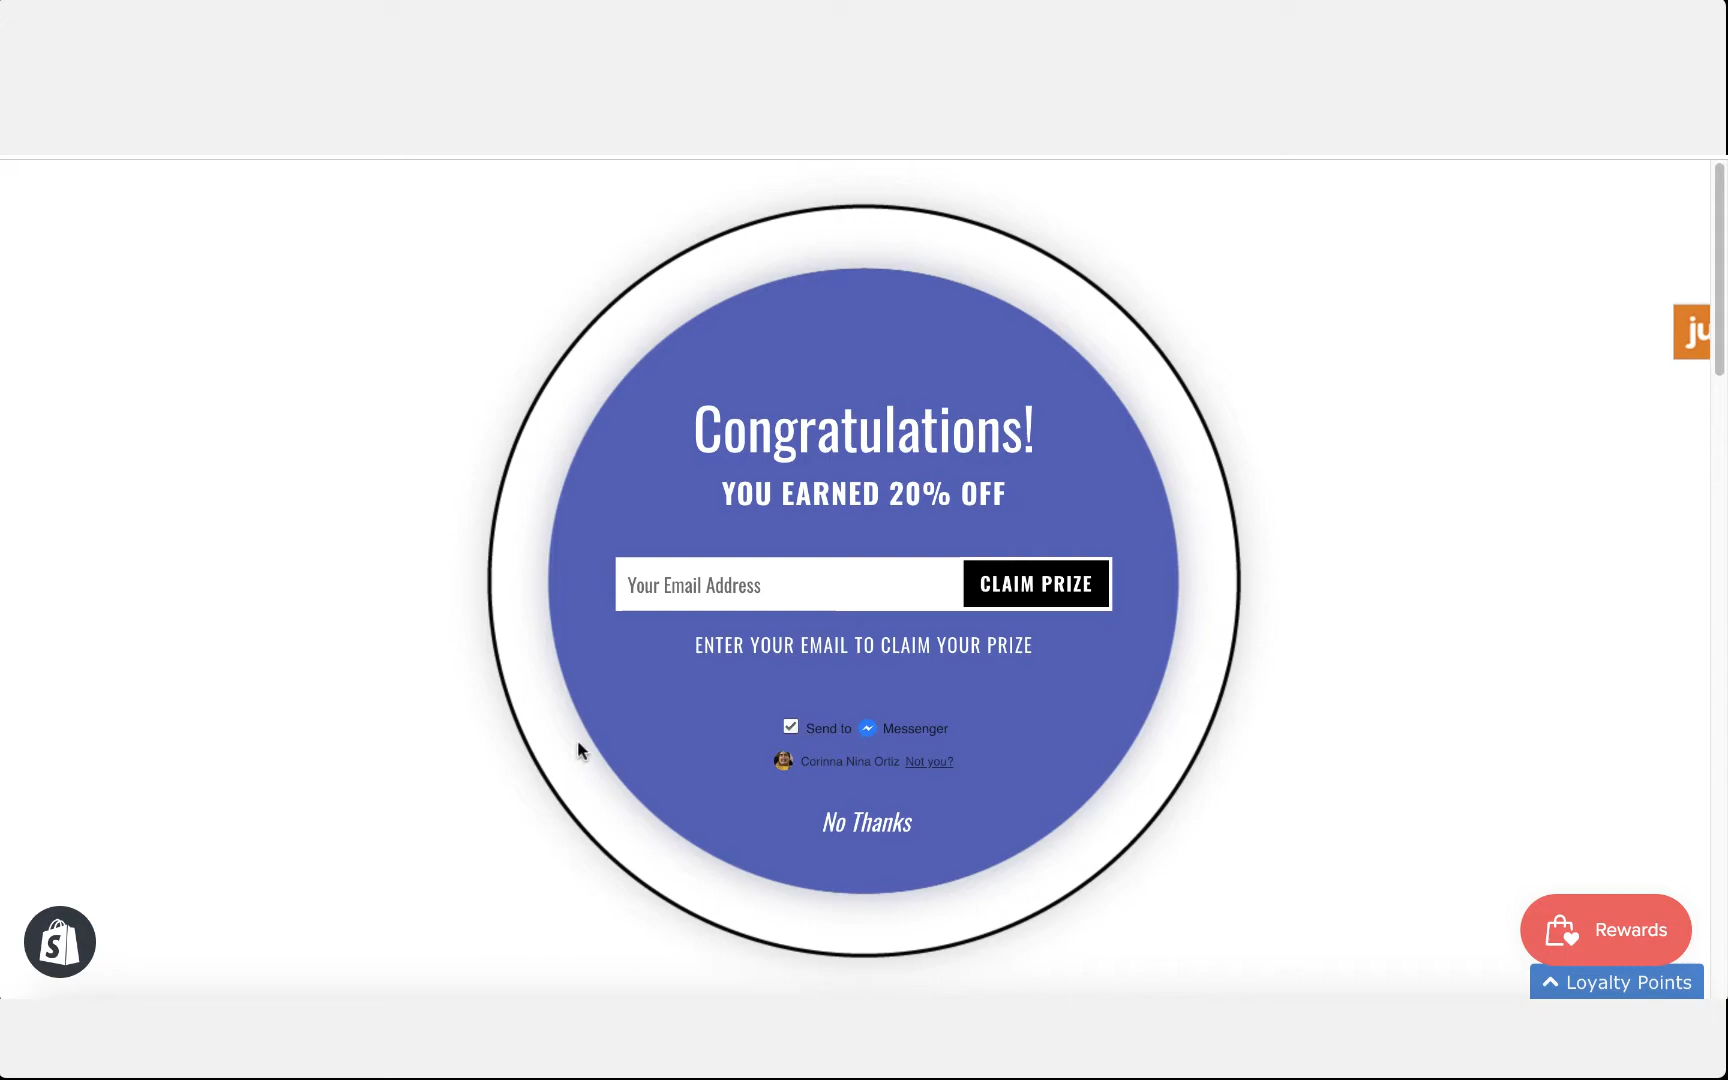 ju
Congratulations!
YOU EARNED 20% OFF
Your Email Address
CLAIM PRIZE
ENTER YOUR EMAIL TO CLAIM YOUR PRIZE
Send to Messenger
Corinna Nina Ortiz Not you?
No Thanks
Rewards
Loyalty Points